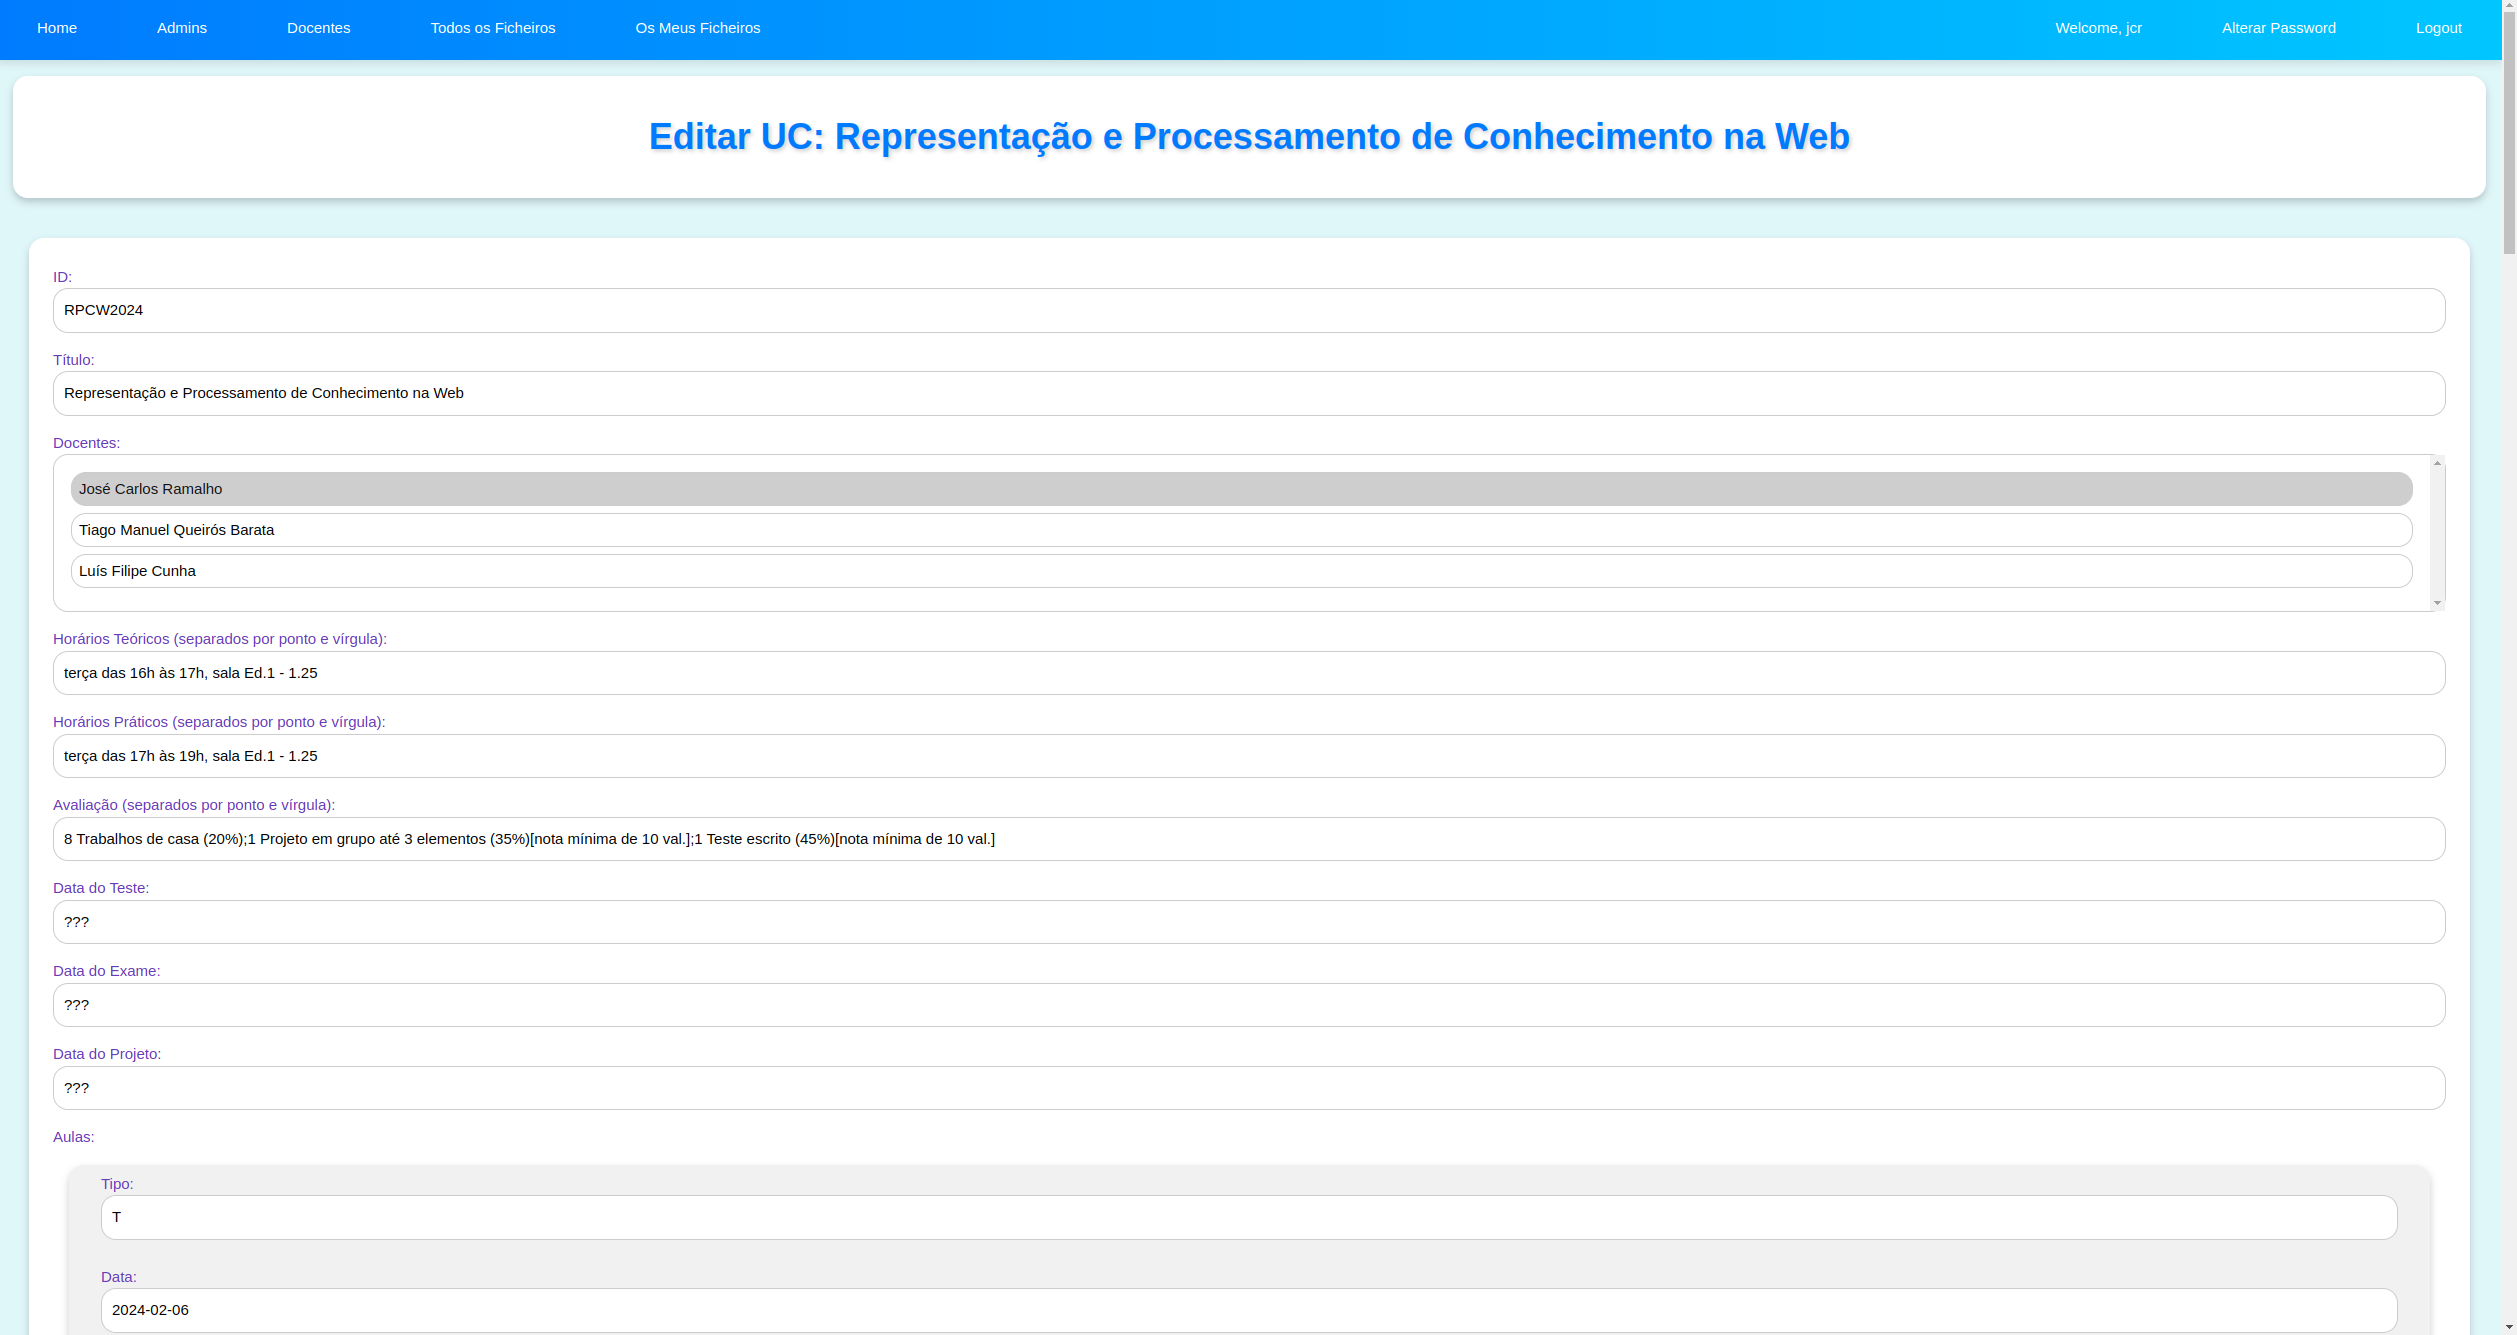 Home Admins Docentes Todos os Ficheiros Os Meus Ficheiros Welcome, jcr Alterar Password Logout
Editar UC: Representação e Processamento de Conhecimento na Web
ID:
RPCW2024
Título:
Representação e Processamento de Conhecimento na Web
Docentes:
José Carlos Ramalho
Tiago Manuel Queirós Barata
Luís Filipe Cunha
Horários Teóricos (separados por ponto e vírgula):
terça das 16h às 17h, sala Ed.1 - 1.25
Horários Práticos (separados por ponto e vírgula):
terça das 17h às 19h, sala Ed.1 - 1.25
Avaliação (separados por ponto e vírgula):
8 Trabalhos de casa (20%);1 Projeto em grupo até 3 elementos (35%)[nota mínima de 10 val.];1 Teste escrito (45%)[nota mínima de 10 val.]
Data do Teste:
???
Data do Exame:
???
Data do Projeto:
???
Aulas:
Tipo:
T
Data:
2024-02-06